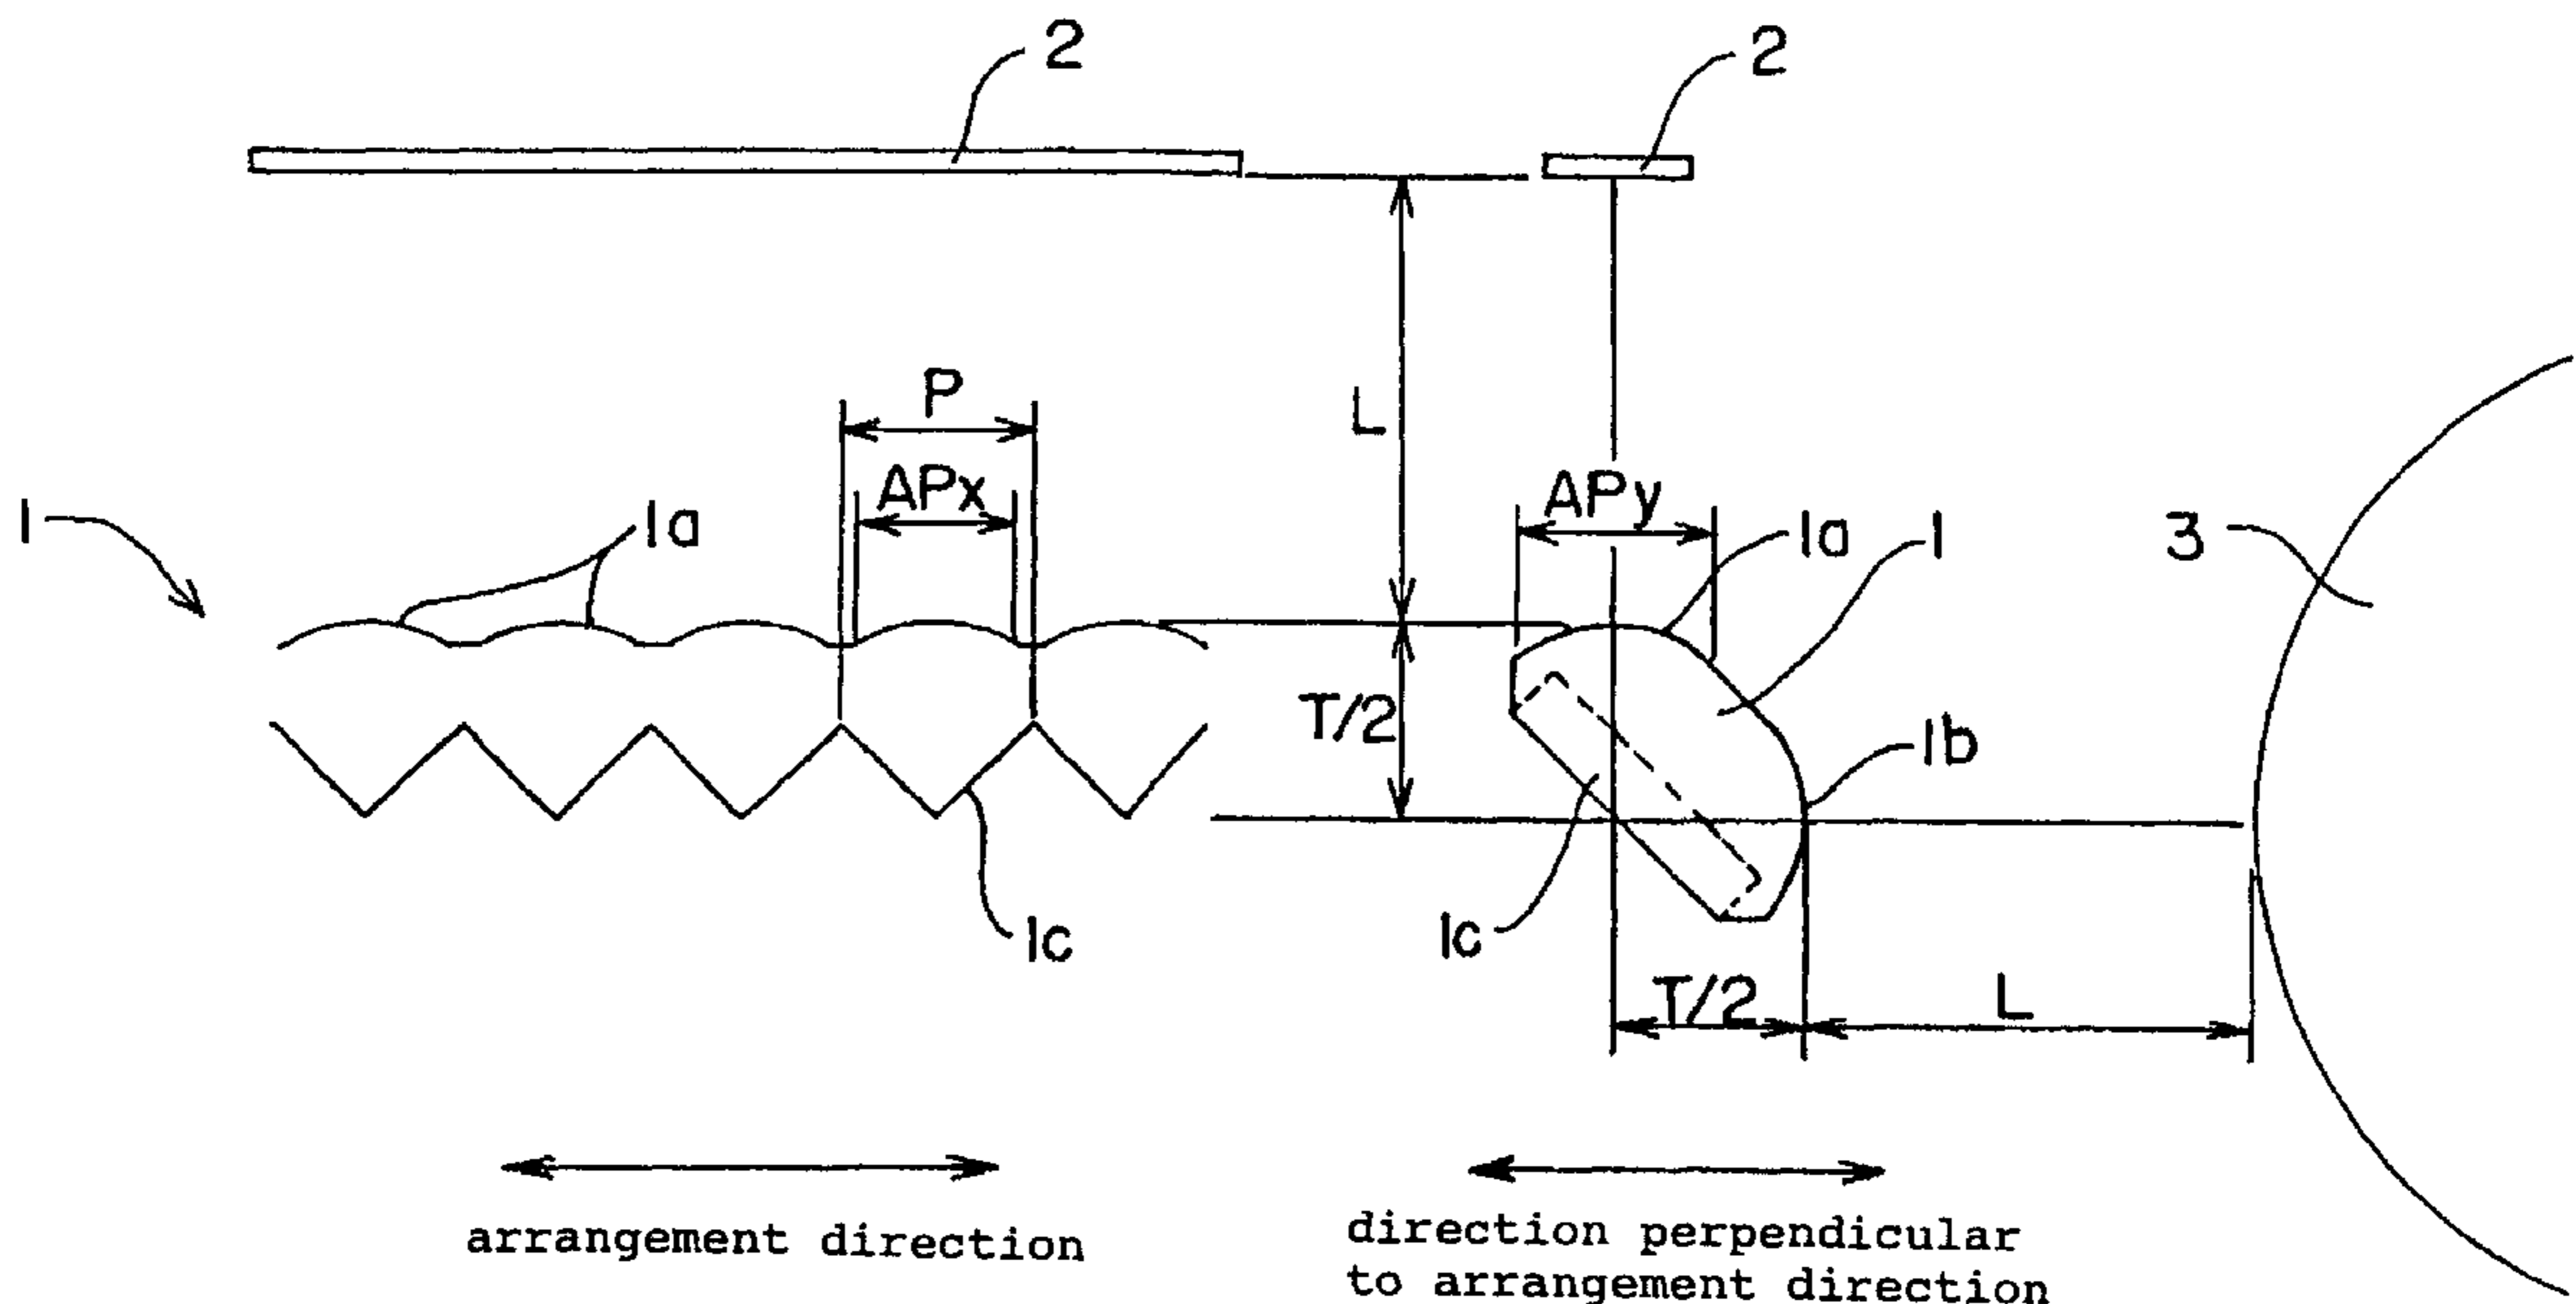 2
2
P
L
APx
APy
1
1a
1a
1
3
T/2
1b
1c
1c
T/2
L
arrangement direction
direction perpendicular
to arrangement direction